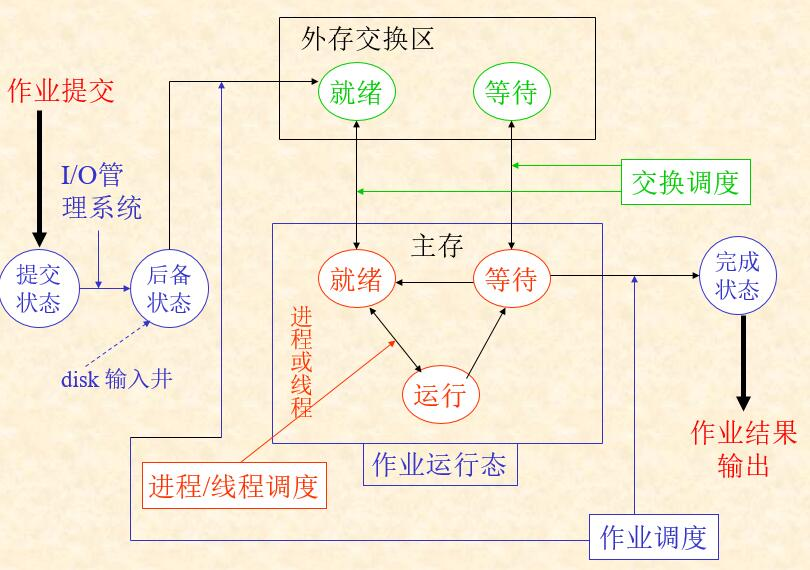 外存交换区
作业提交
就绪
等待
I/O管
理系统
交换调度
主存
提交
状态
后备
状态
就绪
等待
完成
状态
进程或线程
disk 输入井
运行
作业结果
输出
作业运行态
进程/线程调度
作业调度